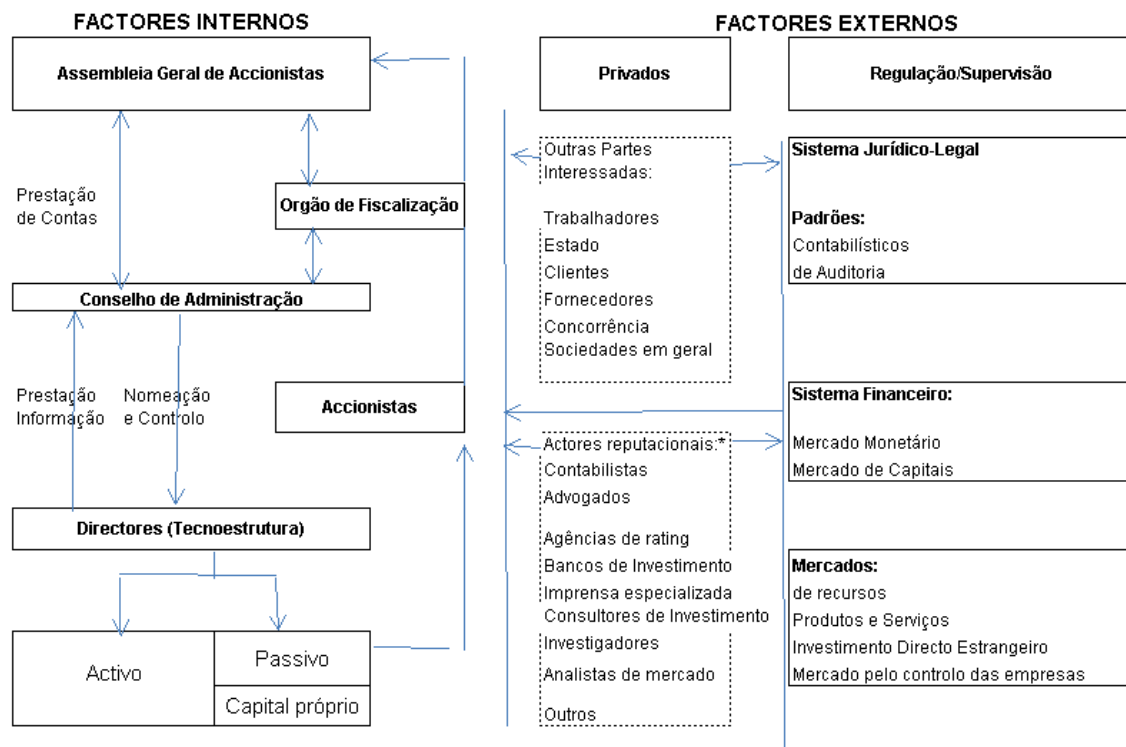 FACTORES INTERNOS
Assembleia Geral de Accionistas
Prestação
de Contas
Orgão de Fiscalização
Conselho de Administração
Prestação
Informação
Nomeação
e Controlo
Accionistas
Directores (Tecnoestrutura)
Activo
Passivo
Capital próprio
FACTORES EXTERNOS
Privados
Outras Partes
Interessadas:
Trabalhadores
Estado
Clientes
Fornecedores
Concorrência
Sociedades em geral
Actores reputacionais:*
Contabilistas
Advogados
Agências de rating
Bancos de Investimento
Imprensa especializada
Consultores de Investimento
Investigadores
Analistas de mercado
Outros
Regulação/Supervisão
Sistema Jurídico-Legal
Padrões:
Contabilísticos
de Auditoria
Sistema Financeiro:
Mercado Monetário
Mercado de Capitais
Mercados:
de recursos
Produtos e Serviços
Investimento Directo Estrangeiro
Mercado pelo controlo das empresas